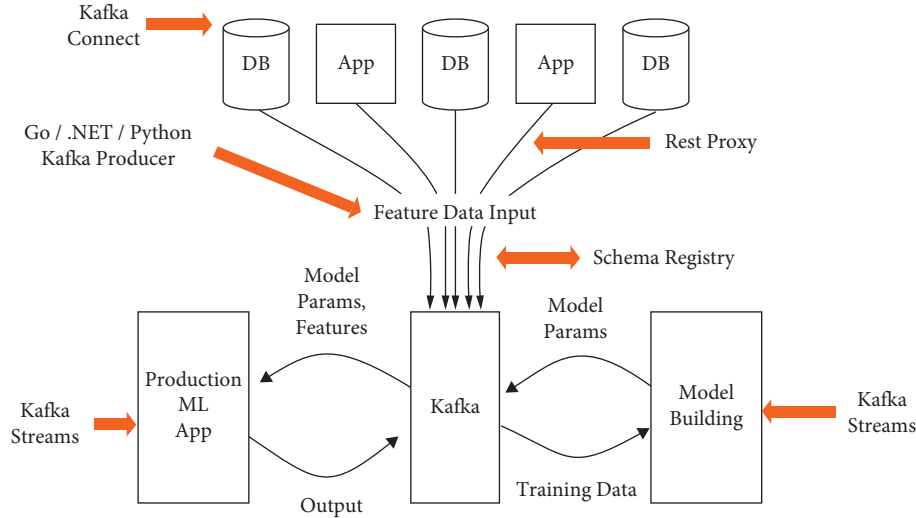 Kafka
Connect
DB
App
DB
App
DB
Go / .NET / Python
Kafka Producer
Rest Proxy
Feature Data Input
Schema Registry
Model
Params,
Features
Model
Params
Production
ML
App
Kafka
Model
Building
Kafka
Streams
Kafka
Streams
Output
Training Data